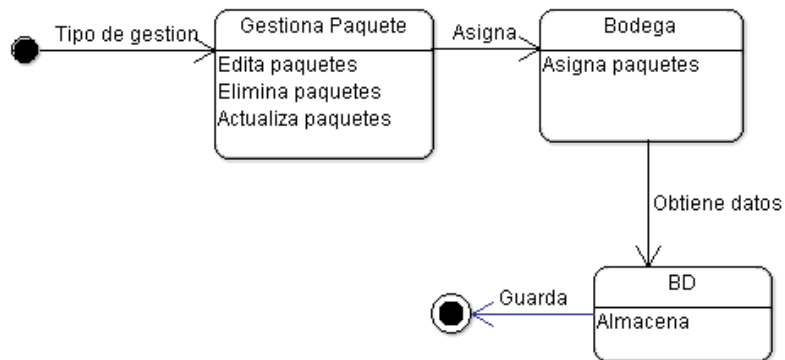 Tipo de gestion
Gestiona Paquete
Edita paquetes
Elimina paquetes
Actualiza paquetes
Asigna
Bodega
Asigna paquetes
Obtiene datos
BD
Almacena
Guarda